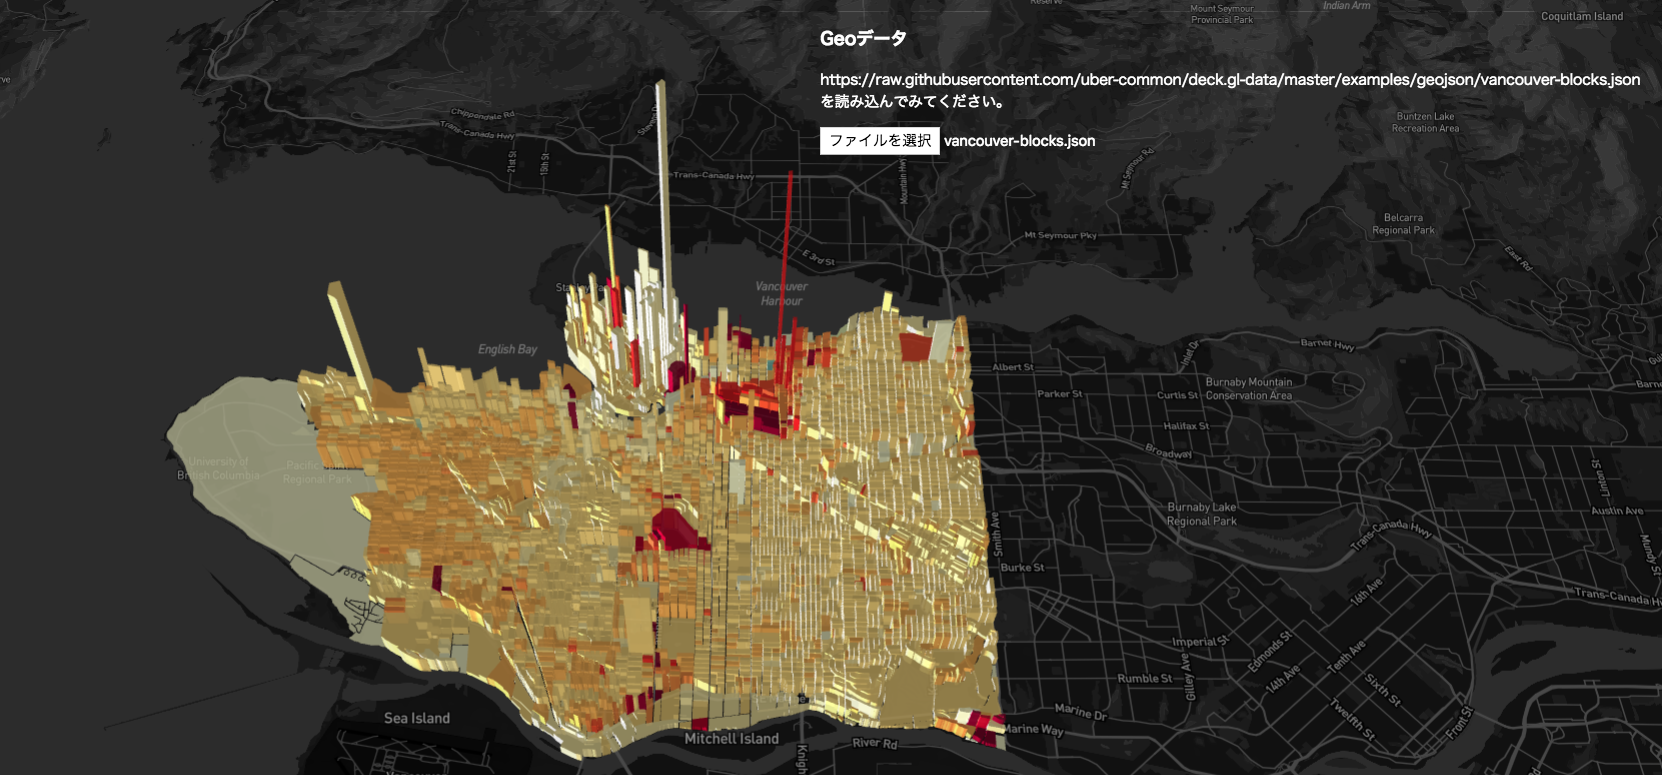 Reserve
Mount Seymour
Provincial Park
Indian Arm
Coquitlam Island
Geoデータ
https://raw.githubusercontent.com/uber-common/deck.gl-data/master/examples/geojson/vancouver-blocks.json
を読み込んでみてください。
ファイルを選択 vancouver-blocks.json
Chippendale Rd
Trans-Canada Hwy
21st St
15th St
Trans-Canada Hwy
Mountain Hwy
Mt Seymour Rd
Buntzen Lake
Recreation Area
Belcarra
Regional Park
Mt Seymour Pky
E 3rd St
East Rd
Vancouver
Harbour
English Bay
Albert St
Parker St
Inlet Dr
Barnet Hwy
Burnaby Mountain
Conservation Area
Curtis St
Halifax St
Broadway
University of
British Columbia
Pacific Spirit
Regional Park
Burnaby Lake
Regional Park
Trans-Canada Hwy
Austin Ave
Smith Ave
Burke St
16th Ave
Imperial St
Edmonds St
Tenth Ave
14th Ave
Sixth St
Twelfth St
Front St
Rumble St
Gilley Ave
Marine Dr
Marine Way
Sea Island
Mitchell Island
River Rd